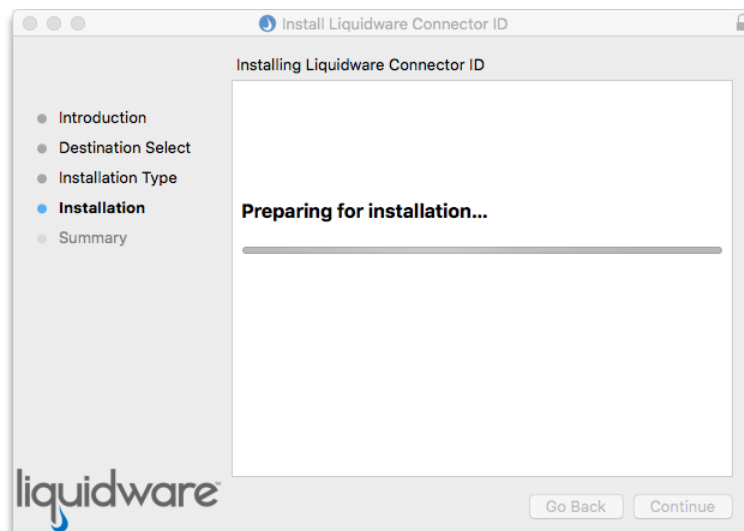 Install Liquidware Connector ID
Installing Liquidware Connector ID
Introduction
Destination Select
Installation Type
Installation
Summary
Preparing for installation...
liquidware™
Go Back
Continue